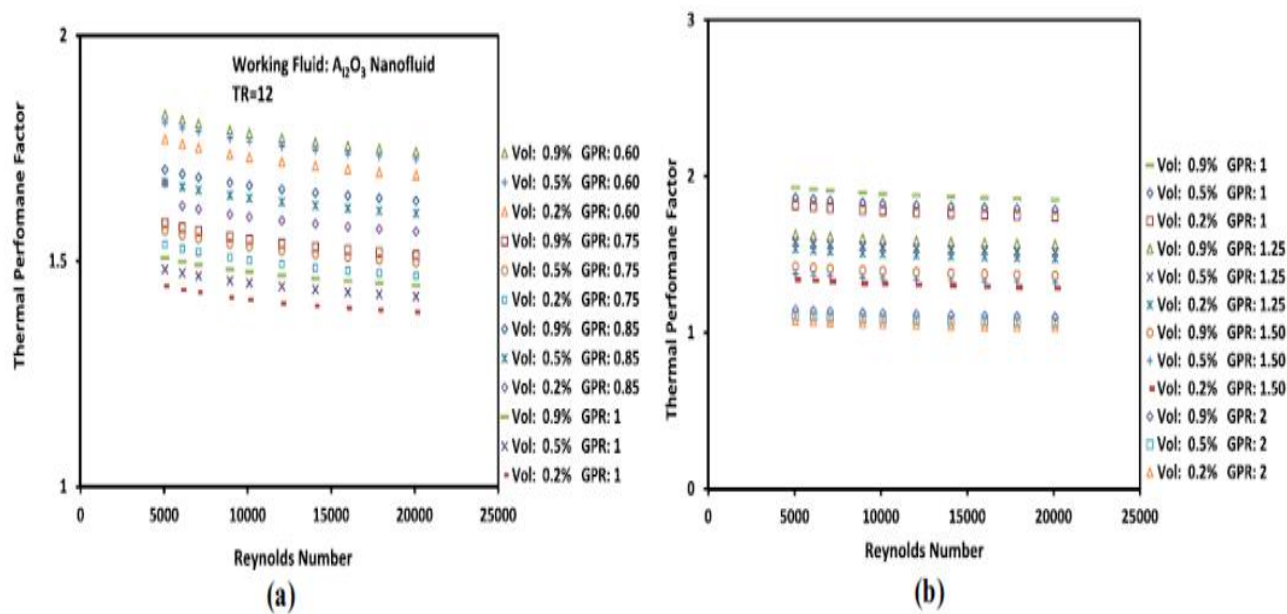 2
Working Fluid: Al2O3 Nanofluid
TR=12
Thermal Perfomane Factor
1.5
1
0 5000 10000 15000 20000 25000
Reynolds Number
Vol: 0.9% GPR: 0.60
Vol: 0.5% GPR: 0.60
Vol: 0.2% GPR: 0.60
Vol: 0.9% GPR: 0.75
Vol: 0.5% GPR: 0.75
Vol: 0.2% GPR: 0.75
Vol: 0.9% GPR: 0.85
Vol: 0.5% GPR: 0.85
Vol: 0.2% GPR: 0.85
Vol: 0.9% GPR: 1
Vol: 0.5% GPR: 1
Vol: 0.2% GPR: 1
(a)
3
Thermal Perfomane Factor
2
1
0
0 5000 10000 15000 20000 25000
Reynolds Number
Vol: 0.9% GPR: 1
Vol: 0.5% GPR: 1
Vol: 0.2% GPR: 1
Vol: 0.9% GPR: 1.25
Vol: 0.5% GPR: 1.25
Vol: 0.2% GPR: 1.25
Vol: 0.9% GPR: 1.50
Vol: 0.5% GPR: 1.50
Vol: 0.2% GPR: 1.50
Vol: 0.9% GPR: 2
Vol: 0.5% GPR: 2
Vol: 0.2% GPR: 2
(b)